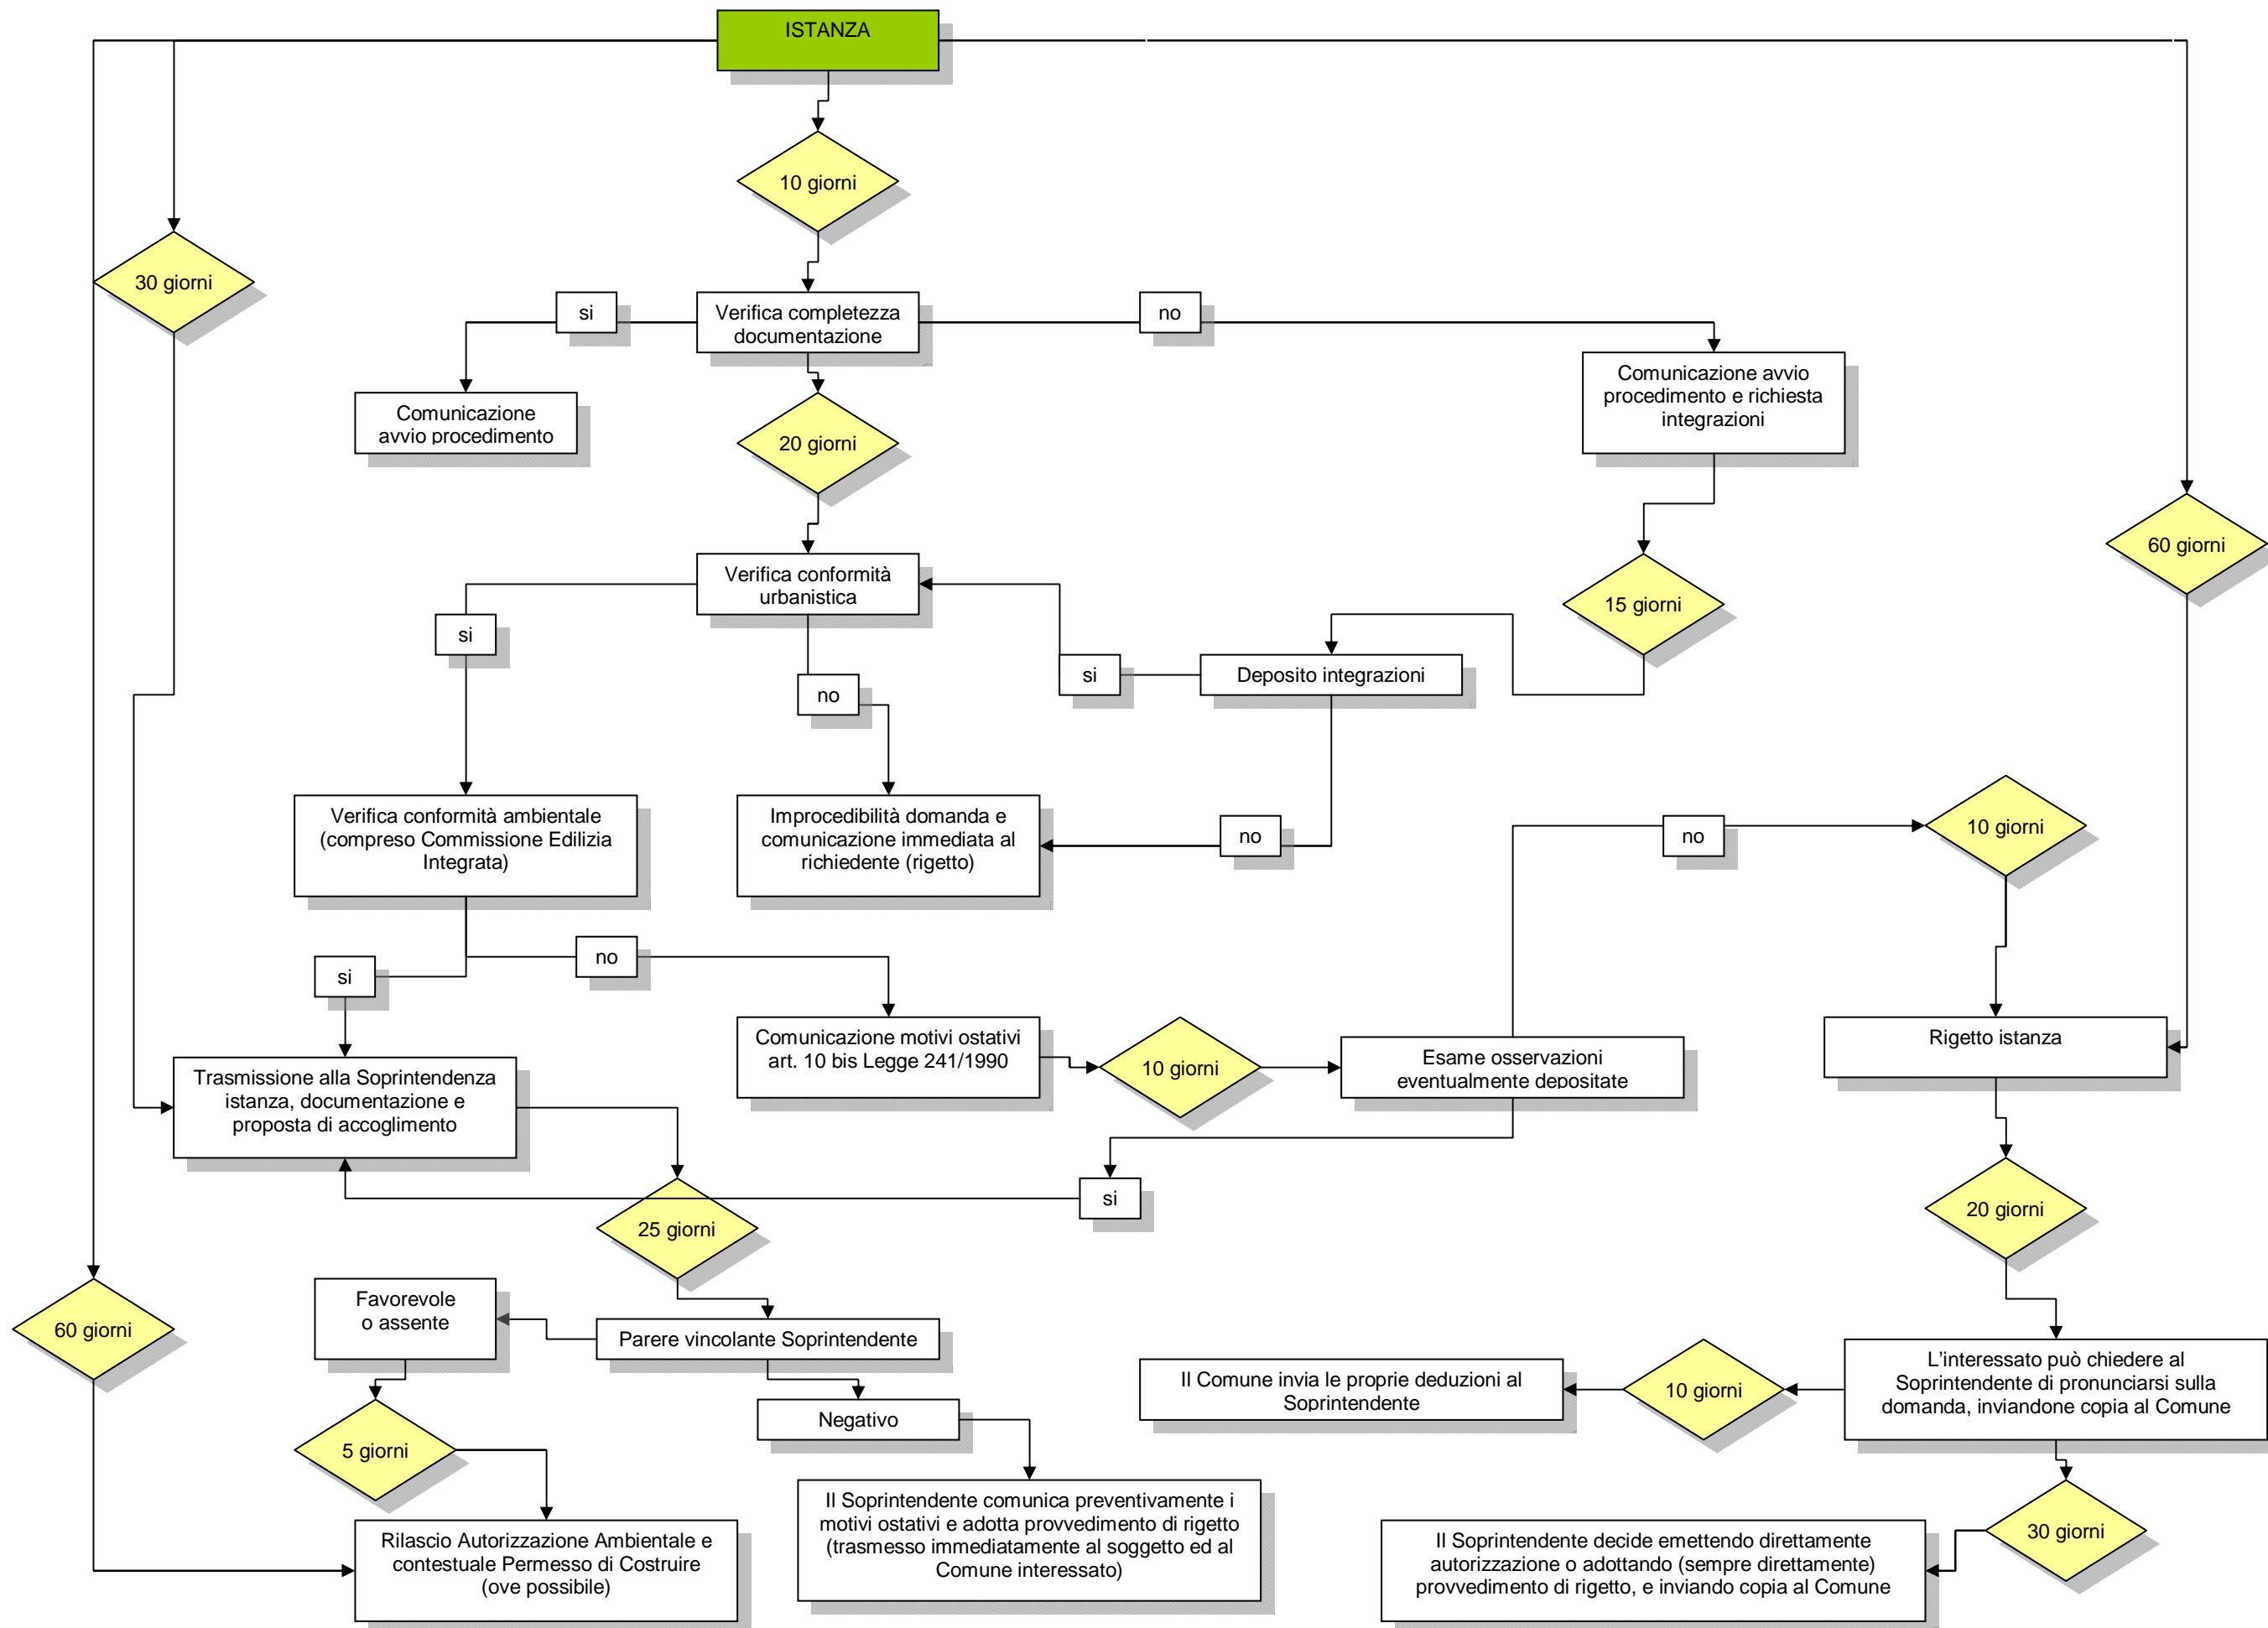 ISTANZA
10 giorni
30 giorni
si
Verifica completezza
documentazione
no
Comunicazione avvio
procedimento e richiesta
integrazioni
Comunicazione
avvio procedimento
20 giorni
60 giorni
Verifica conformità
urbanistica
15 giorni
si
si
Deposito integrazioni
no
Verifica conformità ambientale
(compreso Commissione Edilizia
Integrata)
Improcedibilità domanda e
comunicazione immediata al
richiedente (rigetto)
no
no
10 giorni
si
no
Comunicazione motivi ostativi
art. 10 bis Legge 241/1990
10 giorni
Esame osservazioni
eventualmente depositate
Rigetto istanza
Trasmissione alla Soprintendenza
istanza, documentazione e
proposta di accoglimento
si
25 giorni
20 giorni
60 giorni
Favorevole
o assente
Parere vincolante Soprintendente
Il Comune invia le proprie deduzioni al
Soprintendente
10 giorni
L'interessato può chiedere al
Soprintendente di pronunciarsi sulla
domanda, inviandone copia al Comune
Negativo
5 giorni
Il Soprintendente comunica preventivamente i
motivi ostativi e adotta provvedimento di rigetto
(trasmesso immediatamente al soggetto ed al
Comune interessato)
30 giorni
Rilascio Autorizzazione Ambientale e
contestuale Permesso di Costruire
(ove possibile)
Il Soprintendente decide emettendo direttamente
autorizzazione o adottando (sempre direttamente)
provvedimento di rigetto, e inviando copia al Comune